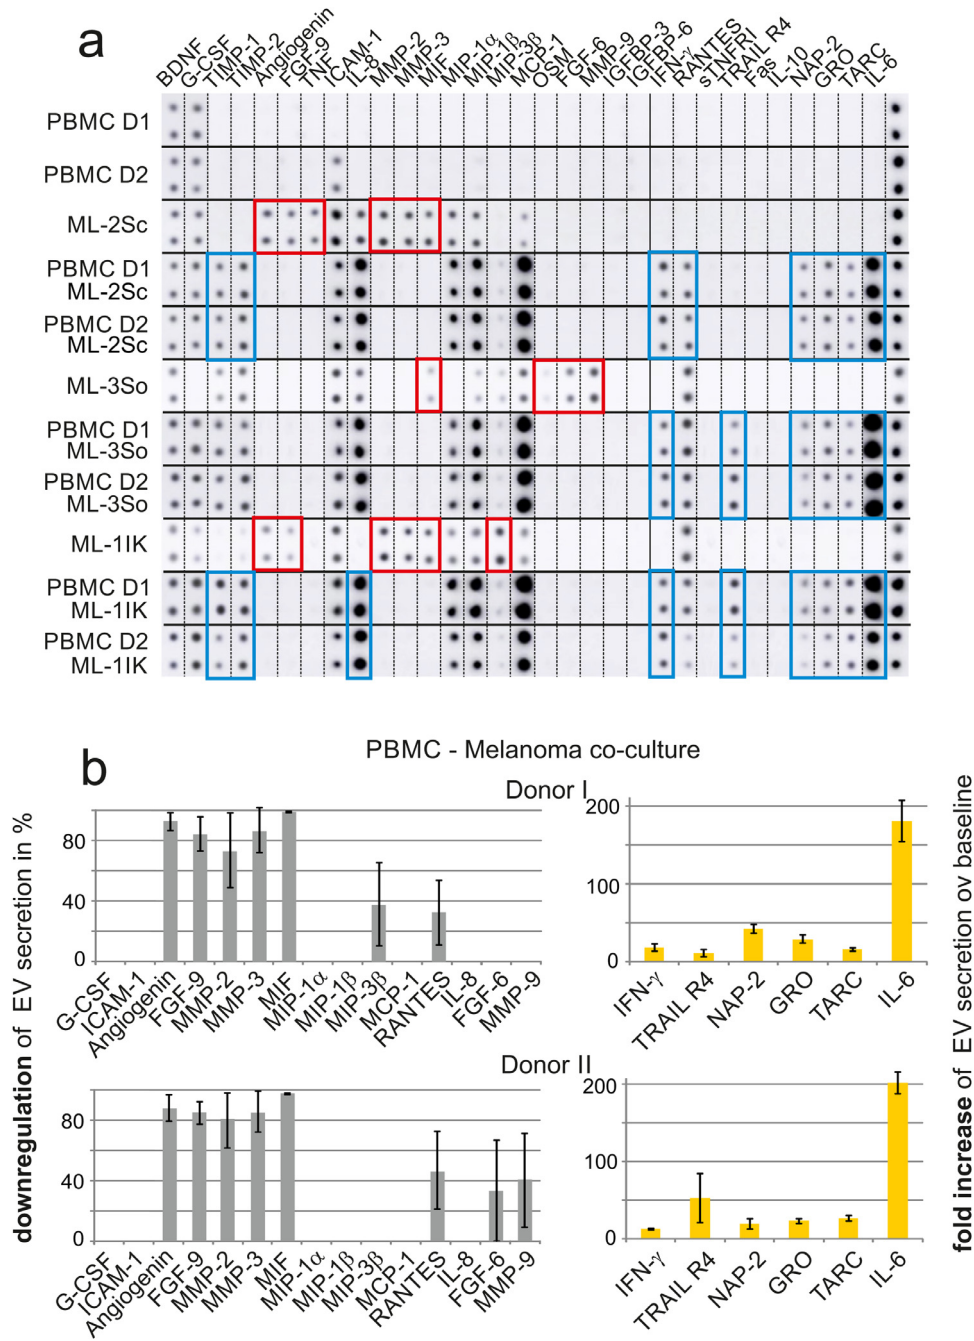 a
BDNF
G-CSF
TIMP-1
TIMP-2
Angiogenin
FGF-9
TNF
ICAM-1
IL-8
MMP-2
MMP-3
MIF
MIP-1α
MIP-1β
MIP-3β
MCP-1
OSM
FGF-6
MMP-9
IGFBP-3
IGFBP-6
IFN-γ
RANTES
sTNFRI
TRAIL R4
Fas
IL-10
NAP-2
GRO
TARC
IL-6
PBMC D1
PBMC D2
ML-2Sc
PBMC D1
ML-2Sc
PBMC D2
ML-2Sc
ML-3So
PBMC D1
ML-3So
PBMC D2
ML-3So
ML-1IK
PBMC D1
ML-1IK
PBMC D2
ML-1IK
b
PBMC - Melanoma co-culture
Donor I
downregulation of EV secretion in %
80
40
0
G-CSF
ICAM-1
Angiogenin
FGF-9
MMP-2
MMP-3
MIF
MIP-1α
MIP-1β
MIP-3β
MCP-1
RANTES
IL-8
FGF-6
MMP-9
200
100
0
IFN-γ
TRAIL R4
NAP-2
GRO
TARC
IL-6
fold increase of EV secretion ov baseline
Donor II
80
40
0
G-CSF
ICAM-1
Angiogenin
FGF-9
MMP-2
MMP-3
MIF
MIP-1α
MIP-1β
MIP-3β
MCP-1
RANTES
IL-8
FGF-6
MMP-9
200
100
0
IFN-γ
TRAIL R4
NAP-2
GRO
TARC
IL-6